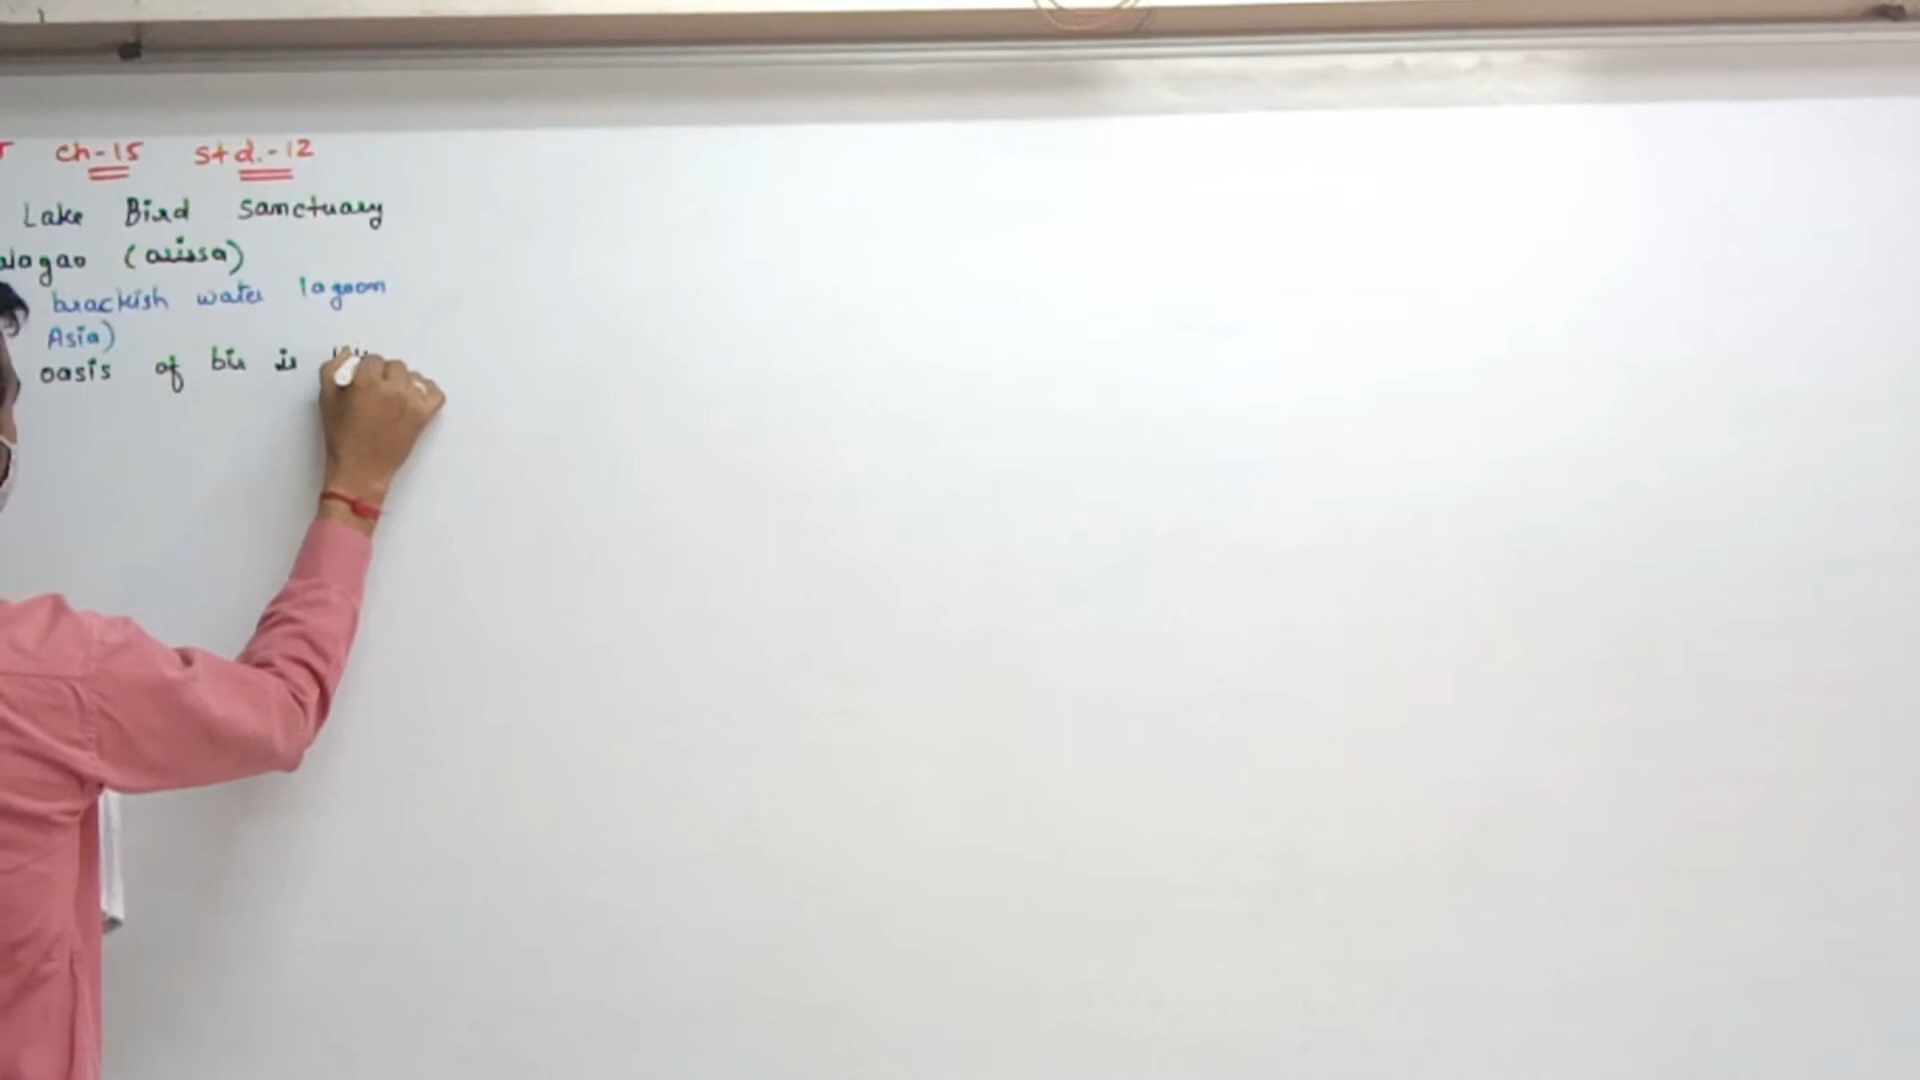 ch-15 std.-12
Lake Bird Sanctuary
(orissa)
brackish water lagoon
Asia)
oasis of bir is